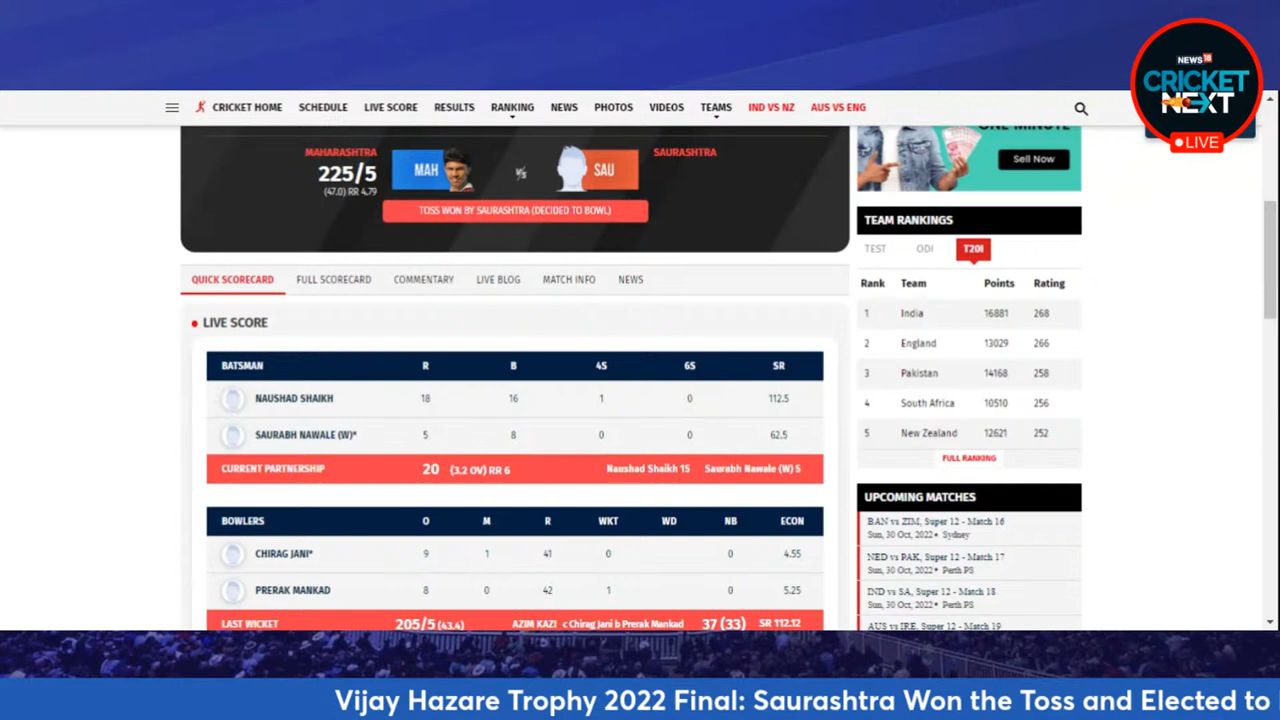 NEWS18
CRICKET
NEXT
LIVE
CRICKET HOME SCHEDULE LIVE SCORE RESULTS RANKING NEWS PHOTOS VIDEOS TEAMS IND VS NZ AUS VS ENG
ONE MINUTE
Sell Now
MAHARASHTRA
225/5
(47.0) RR 4.79
MAH
V/S
SAU
SAURASHTRA
TOSS WON BY SAURASHTRA (DECIDED TO BOWL)
QUICK SCORECARD FULL SCORECARD COMMENTARY LIVE BLOG MATCH INFO NEWS
LIVE SCORE
BATSMAN R B 4S 6S SR
NAUSHAD SHAIKH 18 16 1 0 112.5
SAURABH NAWALE (W)* 5 8 0 0 62.5
CURRENT PARTNERSHIP 20 (3.2 OV) RR 6 Naushad Shaikh 15 Saurabh Nawale (W) 5
BOWLERS O M R WKT WD NB ECON
CHIRAG JANI* 9 1 41 0 0 4.55
PRERAK MANKAD 8 0 42 1 0 5.25
LAST WICKET 205/5 (43.4) AZIM KAZI c Chirag Jani b Prerak Mankad 37 (33) SR 112.12
TEAM RANKINGS
TEST ODI T20I
Rank Team Points Rating
1 India 16881 268
2 England 13029 266
3 Pakistan 14168 258
4 South Africa 10510 256
5 New Zealand 12621 252
FULL RANKING
UPCOMING MATCHES
BAN vs ZIM, Super 12 - Match 16
Sun, 30 Oct, 2022• Sydney
NED vs PAK, Super 12 - Match 17
Sun, 30 Oct, 2022• Perth PS
IND vs SA, Super 12 - Match 18
Sun, 30 Oct, 2022• Perth PS
AUS vs IRE, Super 12 - Match 19
Vijay Hazare Trophy 2022 Final: Saurashtra Won the Toss and Elected to